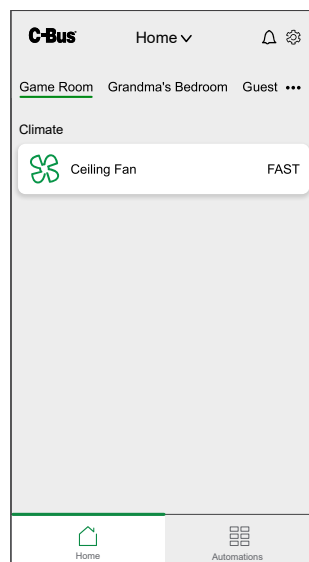 C-Bus Home
Game Room Grandma's Bedroom Guest •••
Climate
Ceiling Fan FAST
Home Automations